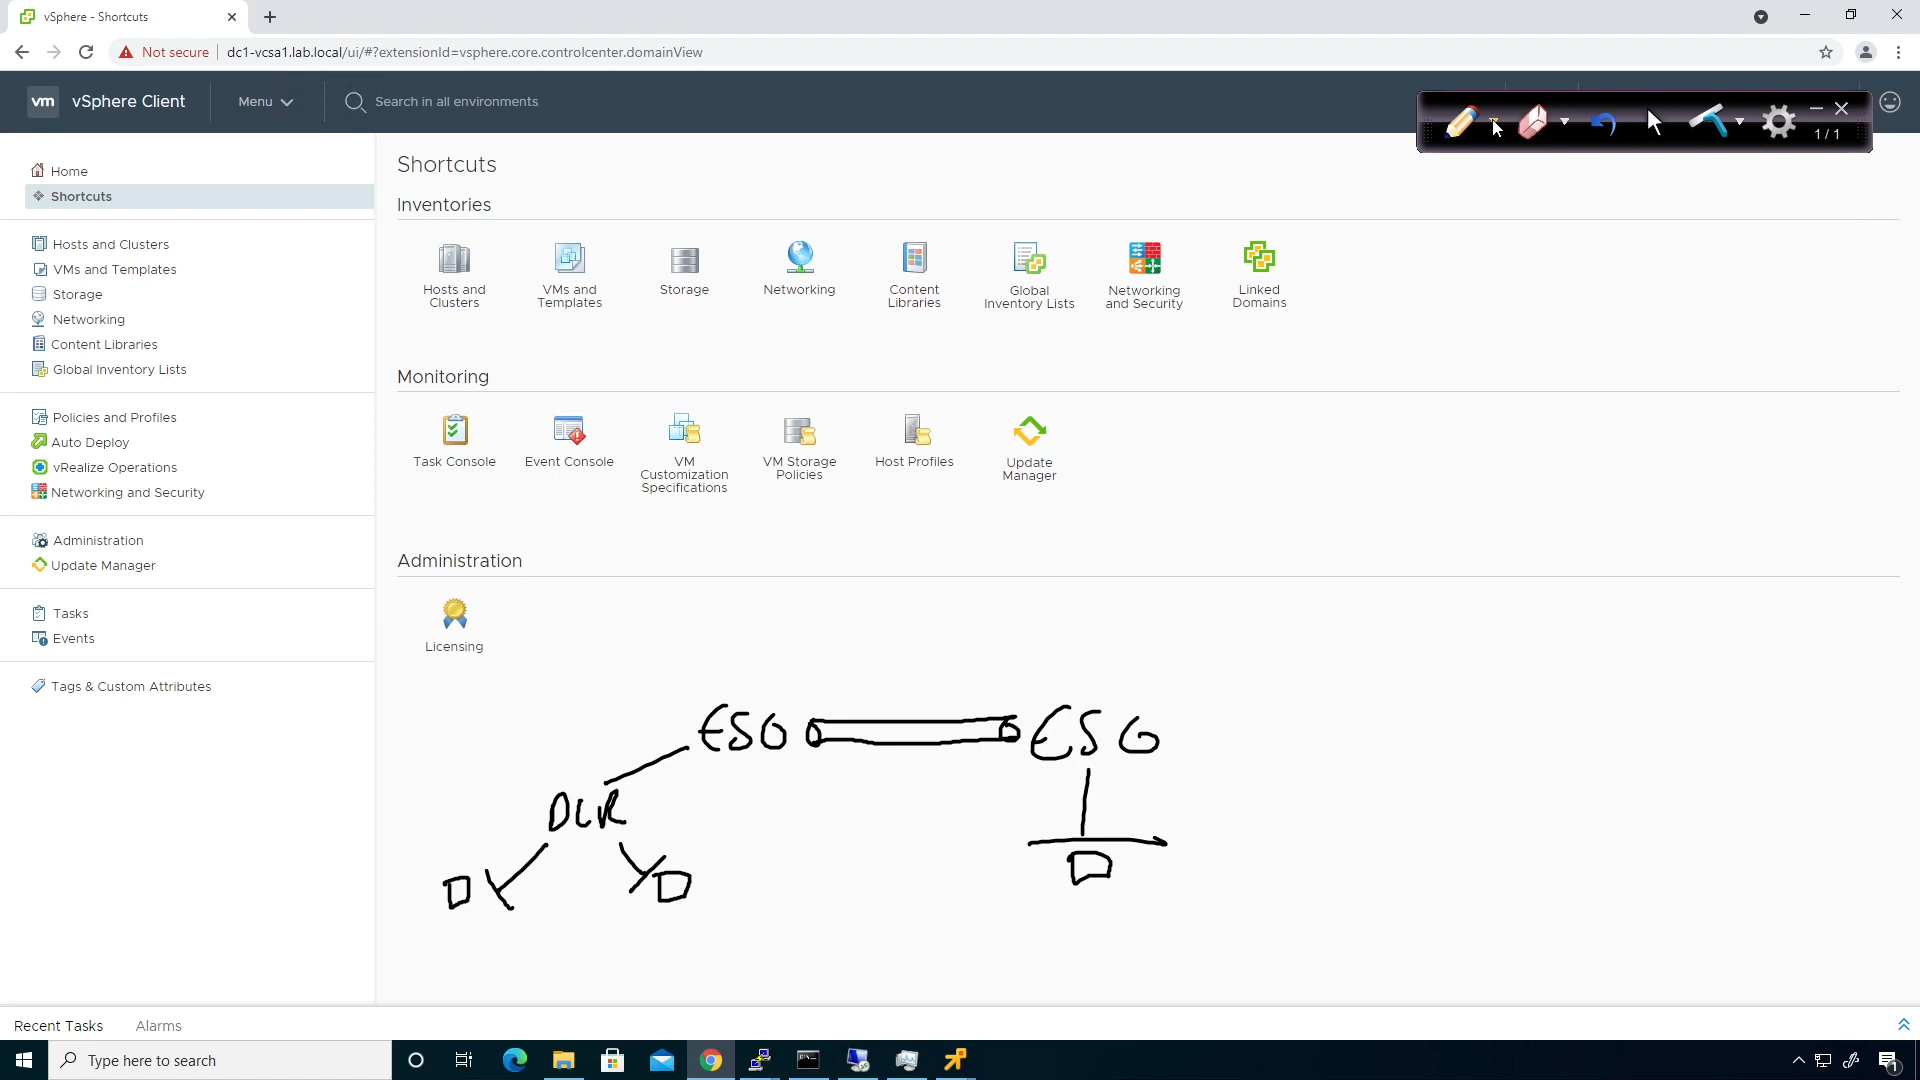 vSphere - Shortcuts
Not secure
dc1-vcsa1.lab.local/ui/#?extensionId=vsphere.core.controlcenter.domainView
vm
vSphere Client
Menu
Search in all environments
1 / 1
Home
Shortcuts
Hosts and Clusters
VMs and Templates
Storage
Networking
Content Libraries
Global Inventory Lists
Policies and Profiles
Auto Deploy
vRealize Operations
Networking and Security
Administration
Update Manager
Tasks
Events
Tags & Custom Attributes
Shortcuts
Inventories
Hosts and
Clusters
VMs and
Templates
Storage
Networking
Content
Libraries
Global
Inventory Lists
Networking
and Security
Linked
Domains
Monitoring
Task Console
Event Console
VM
Customization
Specifications
VM Storage
Policies
Host Profiles
Update
Manager
Administration
Licensing
ESG
ESG
DLR
Recent Tasks
Alarms
Type here to search
1